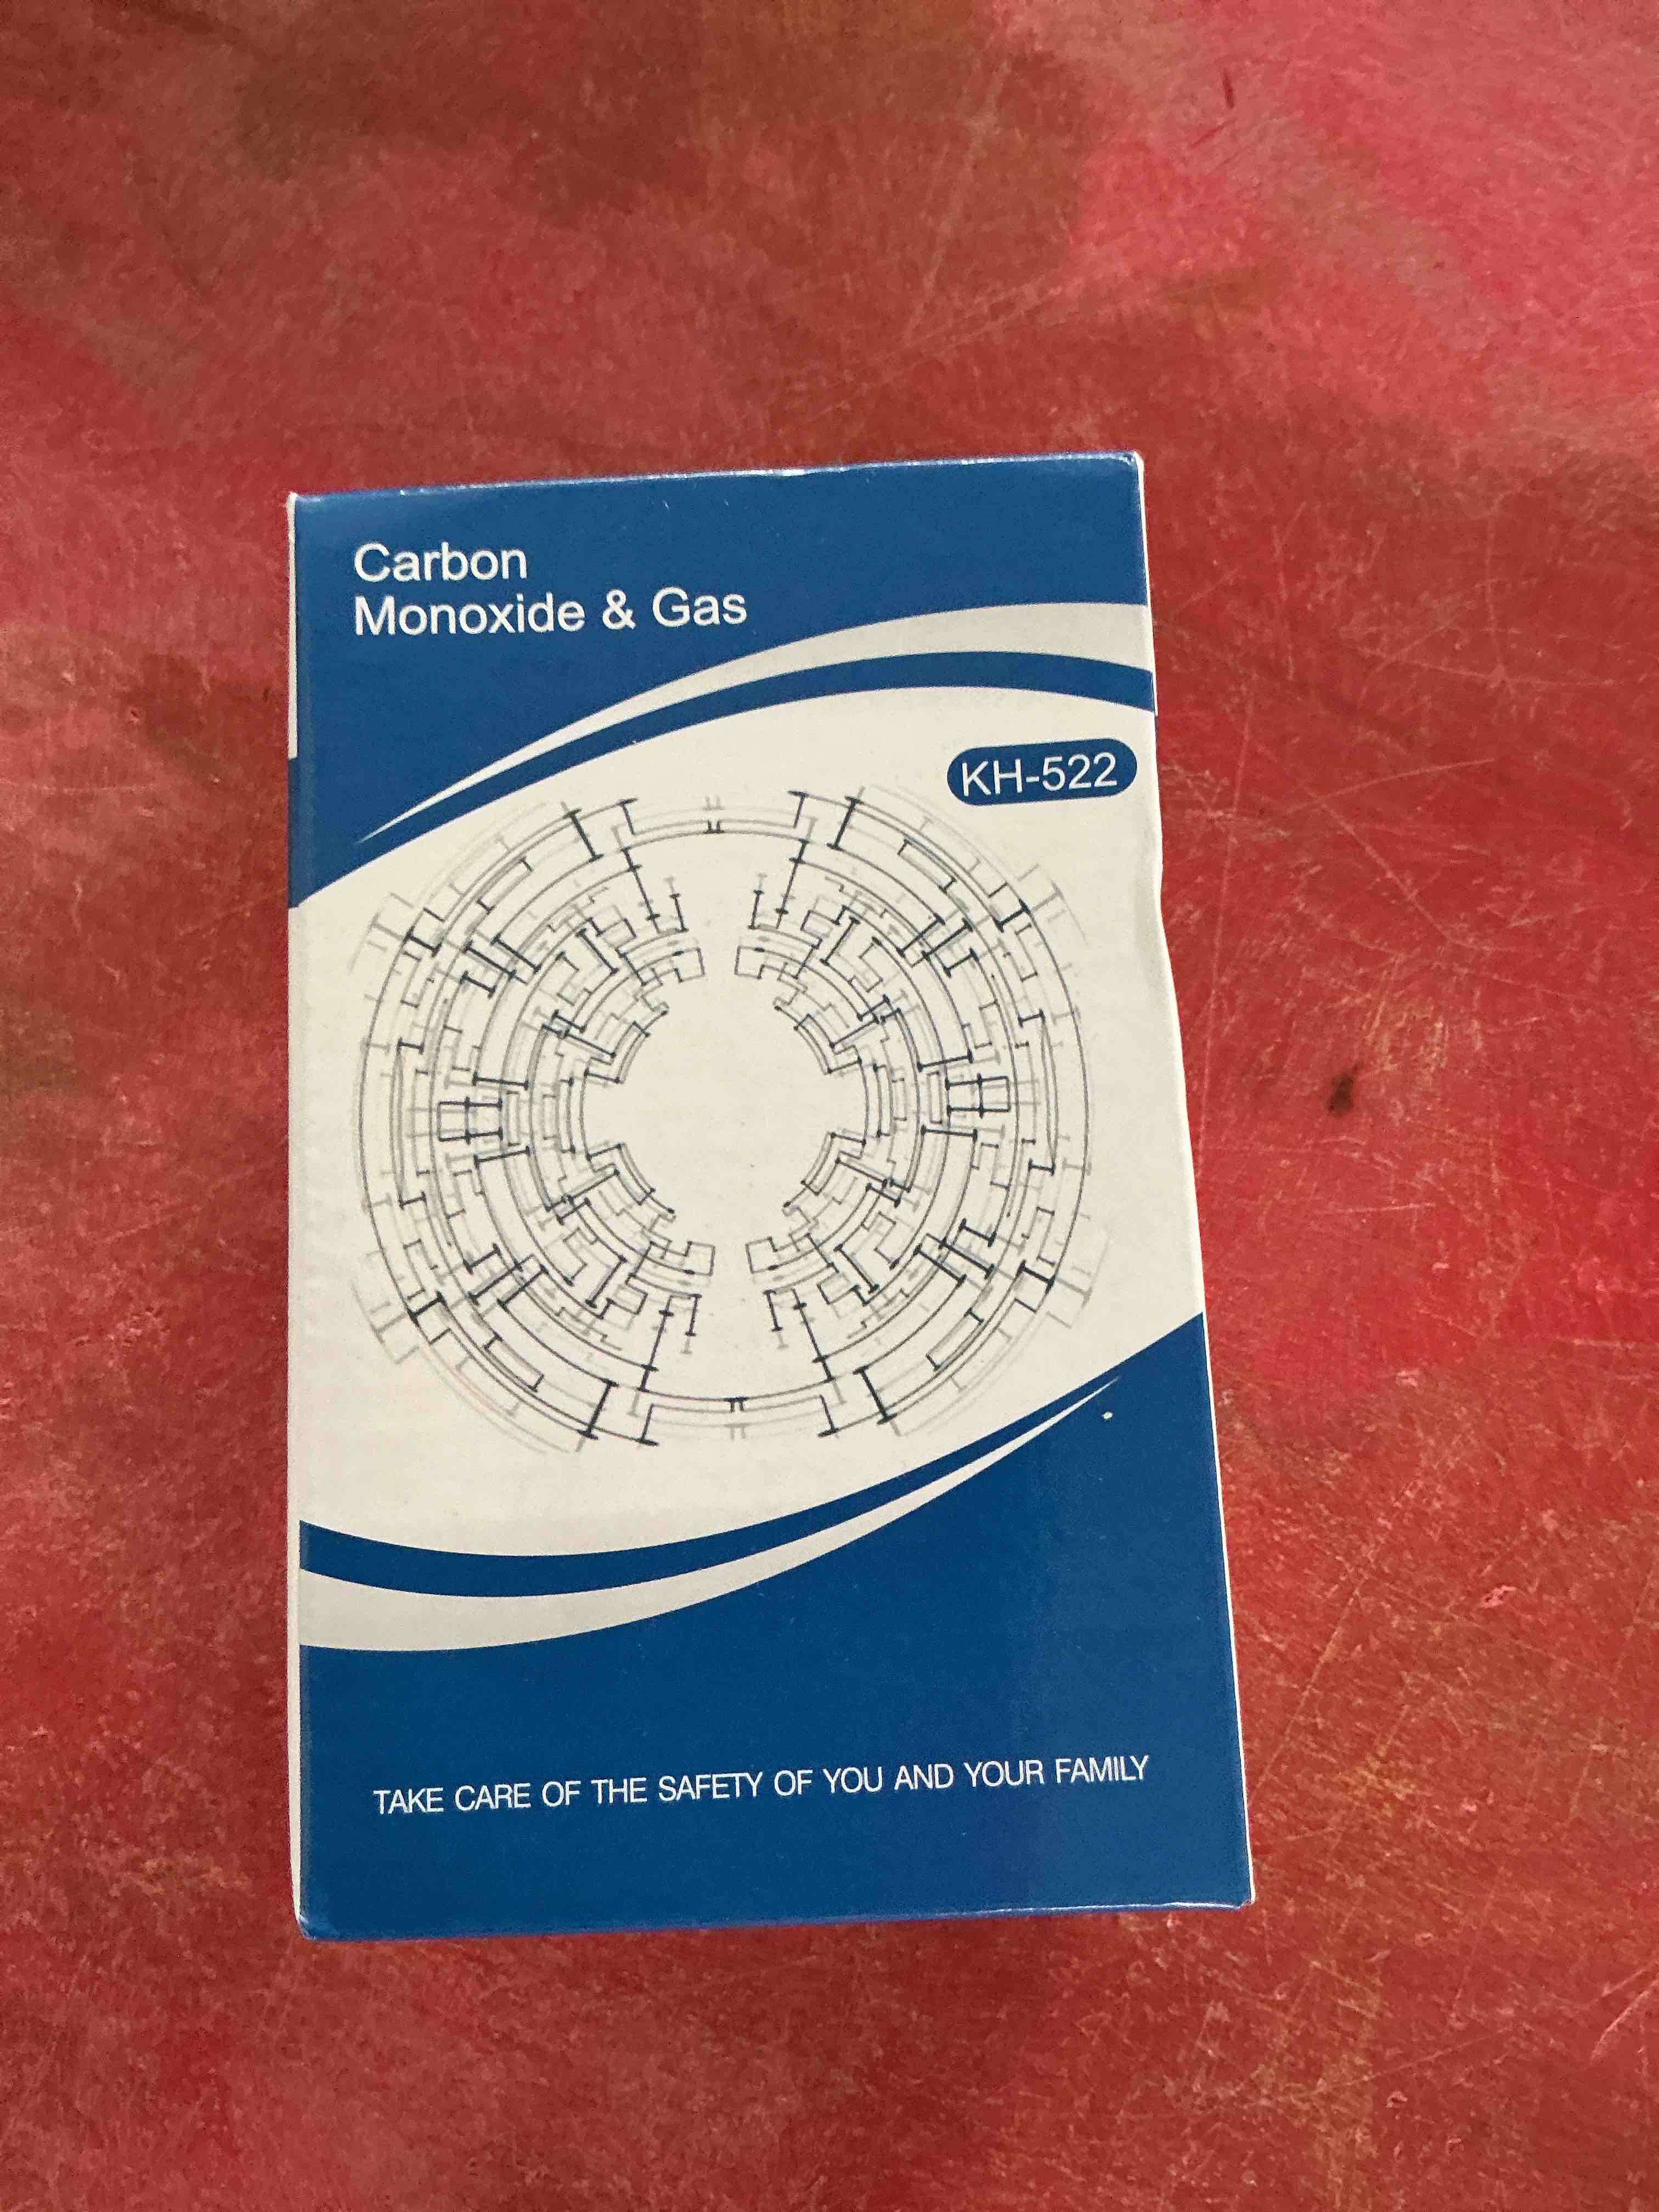 Carbon
Monoxide & Gas
KH-522
TAKE CARE OF THE SAFETY OF YOU AND YOUR FAMILY